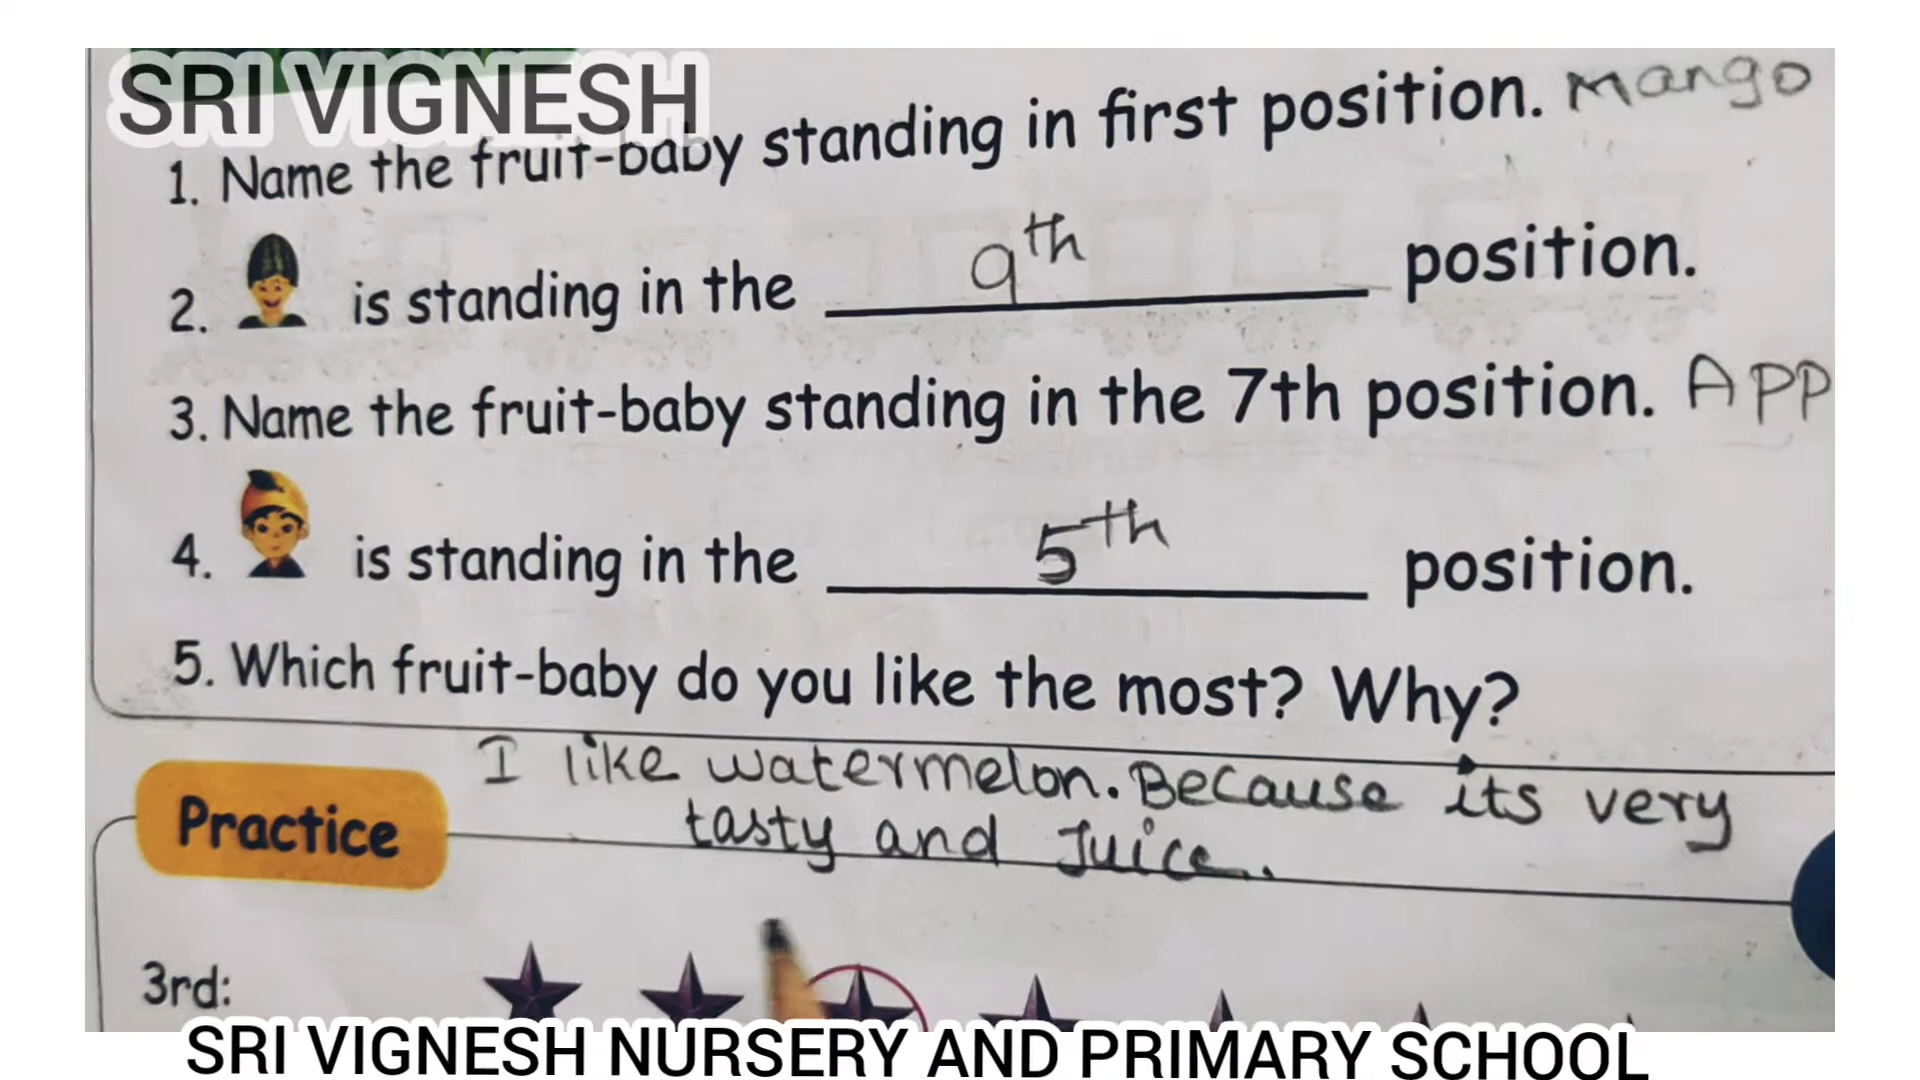 SRI VIGNESH
1. Name the fruit-baby standing in first position. Mango
2. is standing in the 9th position.
3. Name the fruit-baby standing in the 7th position. APP
4. is standing in the 5th position.
5. Which fruit-baby do you like the most? Why?
I like watermelon. Because its very
tasty and Juice.
Practice
3rd:
SRI VIGNESH NURSERY AND PRIMARY SCHOOL